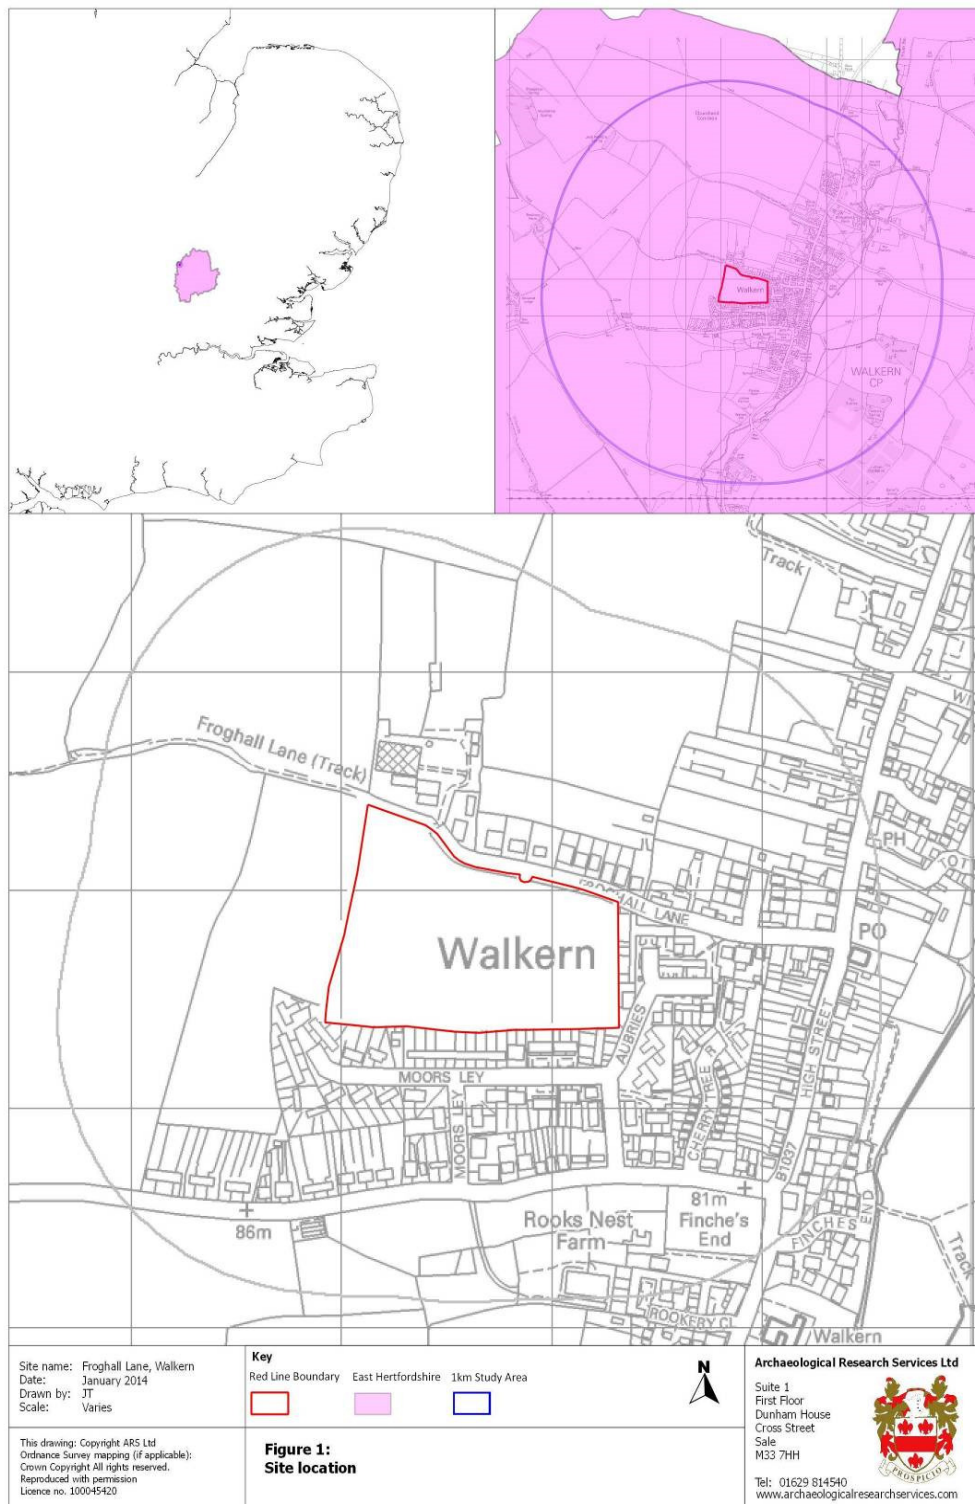 Walkern
WALKERN
CP
Track
Froghall Lane (Track)
PH
FROGHALL LANE
Walkern
PO
AUBRIES
HIGH STREET
MOORS LEY
MOORS LEY
CHERRY TREE R
B1037
86m
81m
Rooks Nest
Farm
Finche's
End
FINCHES END
Track
ROOKERY CL
Walkern
Site name: Froghall Lane, Walkern
Date: January 2014
Drawn by: JT
Scale: Varies
Key
Red Line Boundary East Hertfordshire 1km Study Area
N
Archaeological Research Services Ltd
Suite 1
First Floor
Dunham House
Cross Street
Sale
M33 7HH
Tel: 01629 814540
www.archaeologicalresearchservices.com
PROSPICIO
This drawing: Copyright ARS Ltd
Ordnance Survey mapping (if applicable):
Crown Copyright All rights reserved.
Reproduced with permission
Licence no. 100045420
Figure 1:
Site location